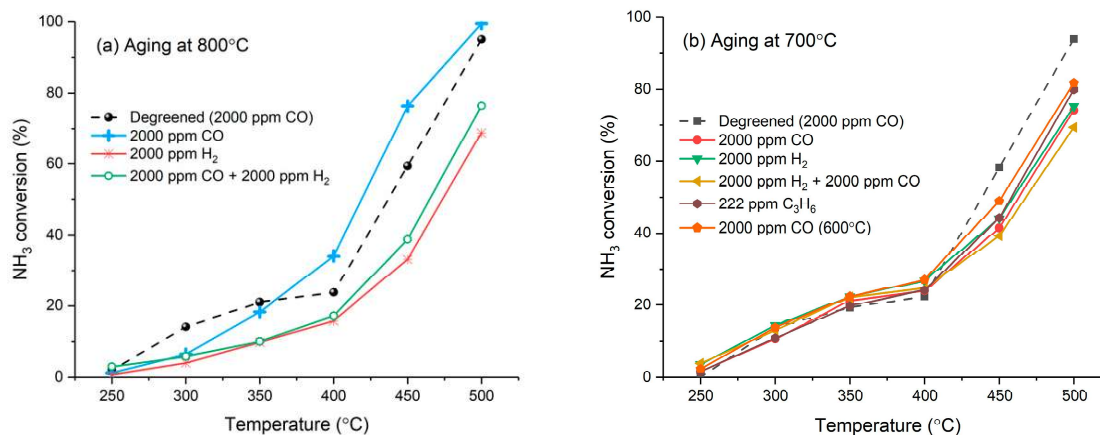 (a) Aging at 800°C
Degreened (2000 ppm CO)
2000 ppm CO
2000 ppm H₂
2000 ppm CO + 2000 ppm H₂
NH₃ conversion (%)
100
80
60
40
20
0
250 300 350 400 450 500
Temperature (°C)
(b) Aging at 700°C
Degreened (2000 ppm CO)
2000 ppm CO
2000 ppm H₂
2000 ppm H₂ + 2000 ppm CO
222 ppm C₃H₆
2000 ppm CO (600°C)
NH₃ conversion (%)
100
80
60
40
20
0
250 300 350 400 450 500
Temperature (°C)